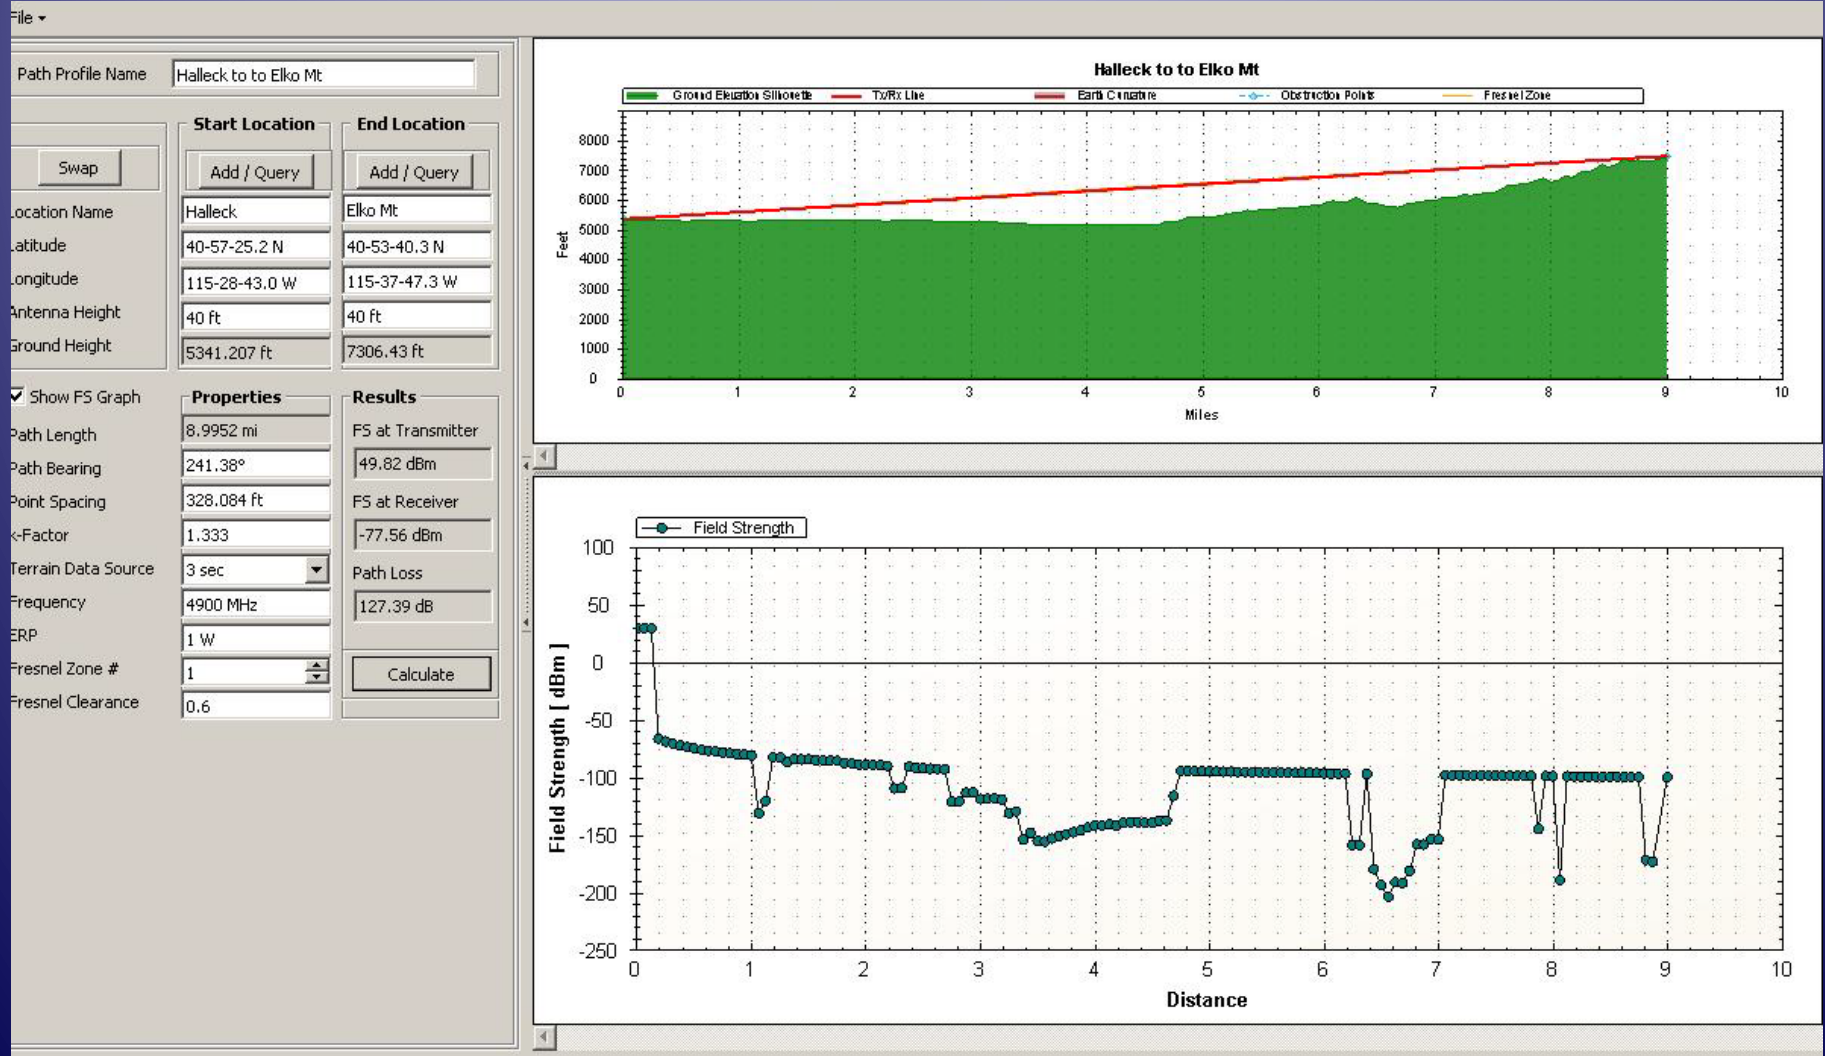 File
Path Profile Name
Halleck to to Elko Mt
Start Location
End Location
Swap
Add / Query
Add / Query
Location Name
Halleck
Elko Mt
Latitude
40-57-25.2 N
40-53-40.3 N
Longitude
115-28-43.0 W
115-37-47.3 W
Antenna Height
40 ft
40 ft
Ground Height
5341.207 ft
7306.43 ft
Show FS Graph
Properties
Results
Path Length
8.9952 mi
FS at Transmitter
49.82 dBm
Path Bearing
241.38°
Point Spacing
328.084 ft
FS at Receiver
-77.56 dBm
k-Factor
1.333
Terrain Data Source
3 sec
Path Loss
127.39 dB
Frequency
4900 MHz
ERP
1 W
Fresnel Zone #
1
Calculate
Fresnel Clearance
0.6
Halleck to to Elko Mt
Ground Elevation Silhouette
Tx/Rx Line
Earth Curvature
Obstruction Points
Fresnel Zone
8000
7000
6000
5000
4000
3000
2000
1000
0
Feet
0 1 2 3 4 5 6 7 8 9 10
Miles
Field Strength
100
50
0
-50
-100
-150
-200
-250
Field Strength [ dBm ]
0 1 2 3 4 5 6 7 8 9 10
Distance